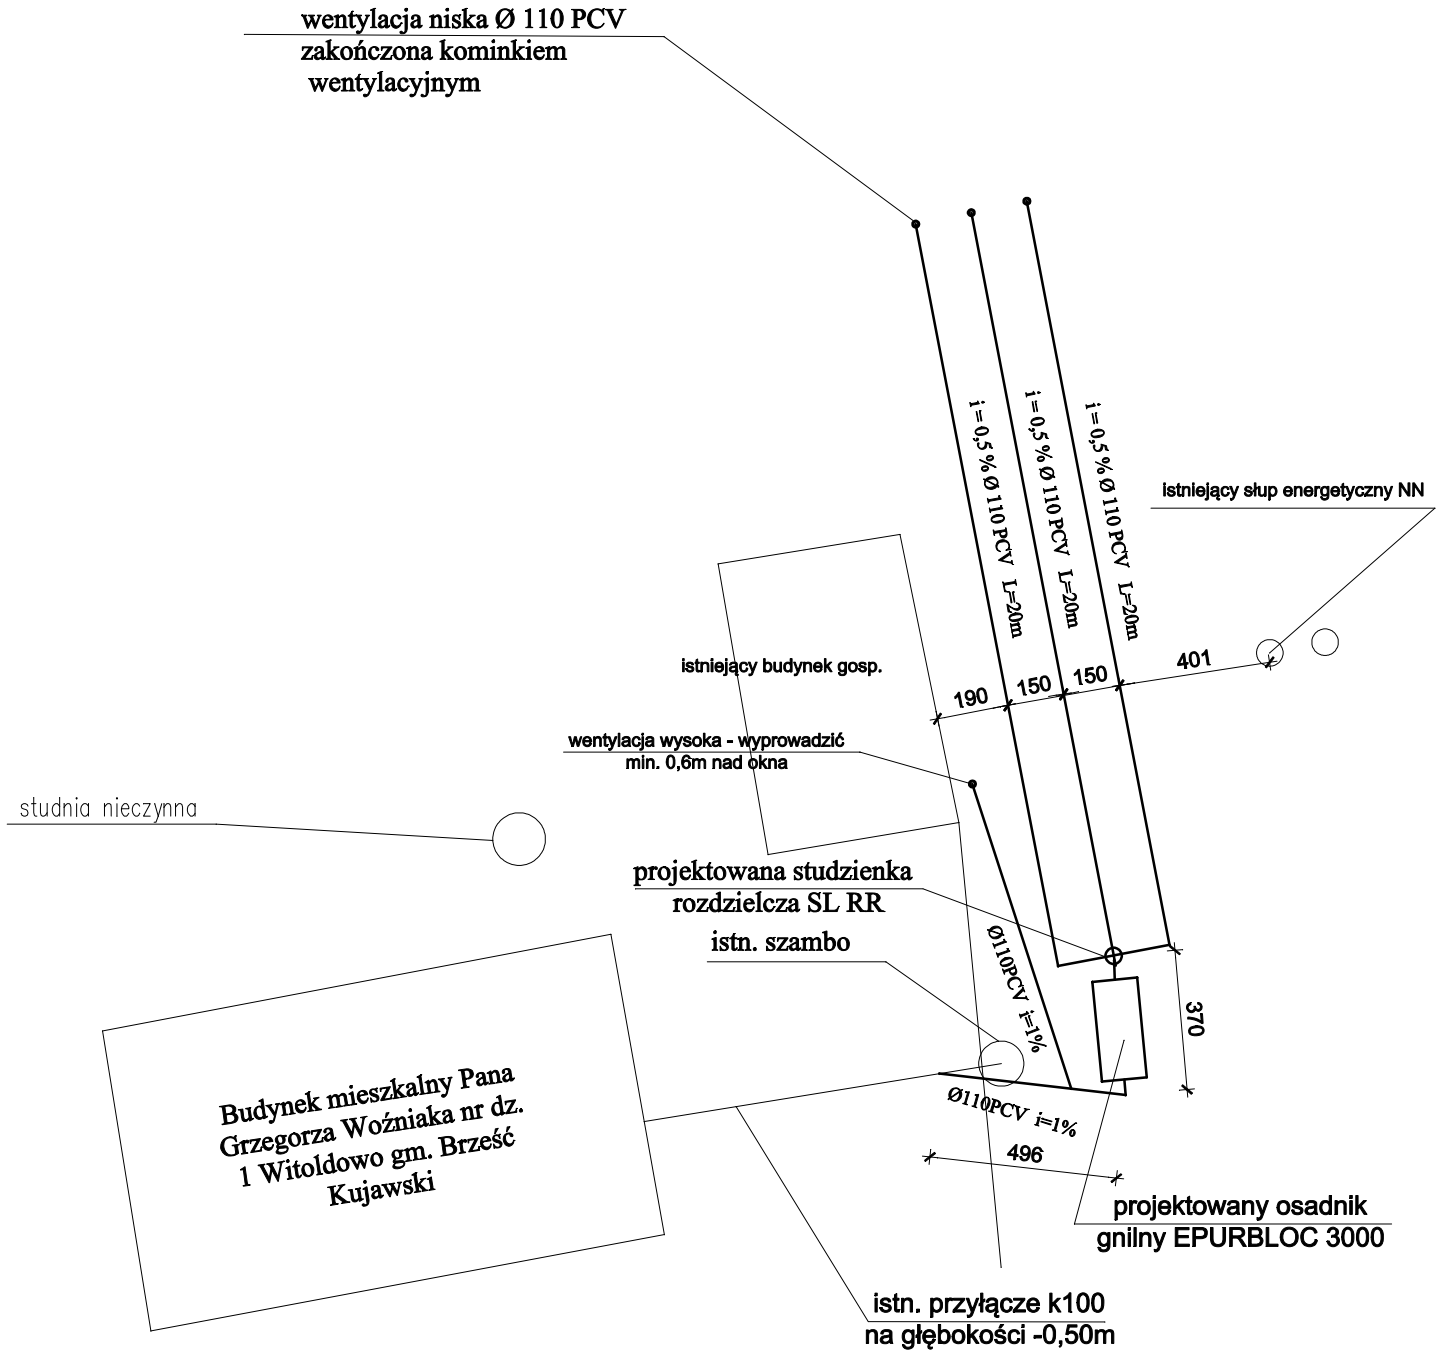 wentylacja niska Ø 110 PCV
zakończona kominkiem
wentylacyjnym
i = 0,5 % Ø 110 PCV L=20m
i = 0,5 % Ø 110 PCV L=20m
i = 0,5 % Ø 110 PCV L=20m
istniejący słup energetyczny NN
istniejący budynek gosp.
190
150
150
401
wentylacja wysoka - wyprowadzić
min. 0,6m nad okna
studnia nieczynna
projektowana studzienka
rozdzielcza SL RR
istn. szambo
Ø110PCV i=1%
370
Budynek mieszkalny Pana
Grzegorza Woźniaka nr dz.
1 Witoldowo gm. Brześć
Kujawski
Ø110PCV i=1%
496
projektowany osadnik
gnilny EPURBLOC 3000
istn. przyłącze k100
na głębokości -0,50m